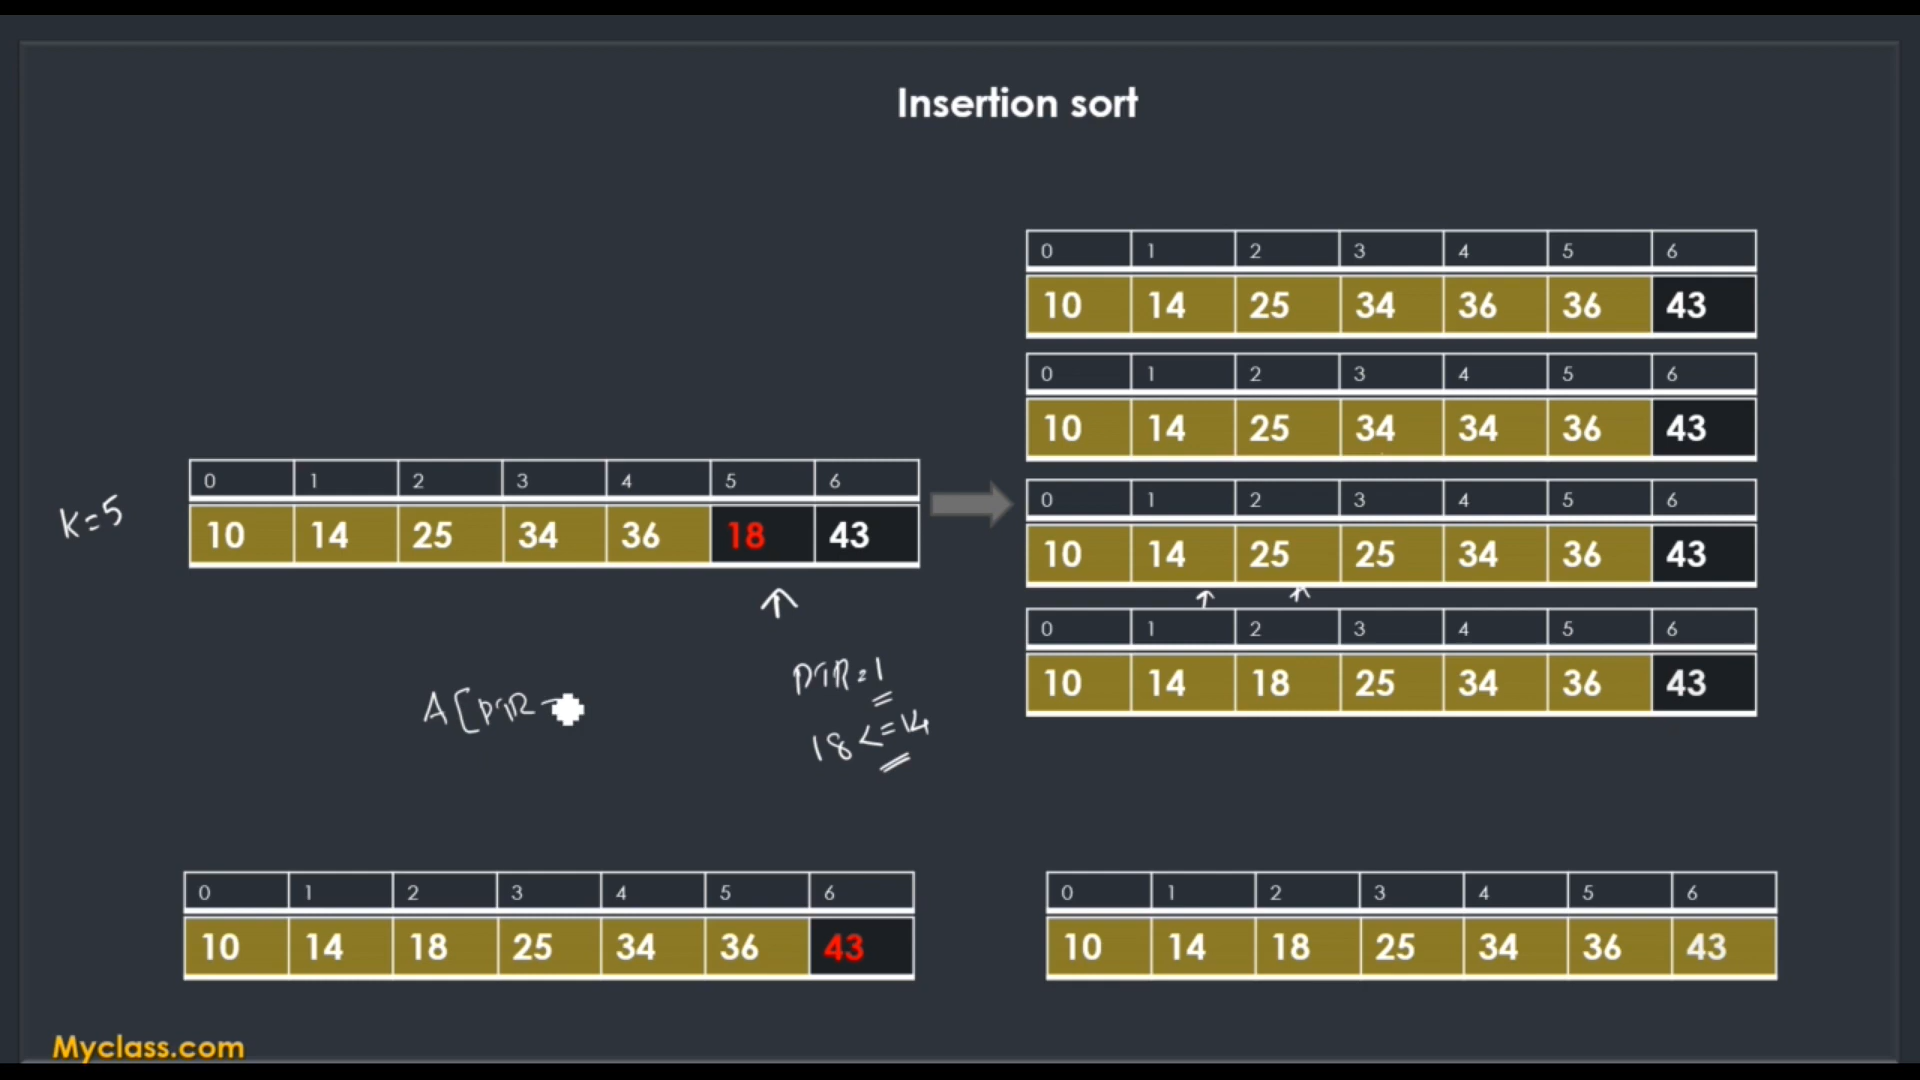 Insertion sort
0 1 2 3 4 5 6
10 14 25 34 36 36 43
0 1 2 3 4 5 6
10 14 25 34 34 36 43
0 1 2 3 4 5 6
10 14 25 34 36 18 43
K=5
0 1 2 3 4 5 6
10 14 25 25 34 36 43
0 1 2 3 4 5 6
10 14 18 25 34 36 43
A[PTR
PTR=1
18<=14
0 1 2 3 4 5 6
10 14 18 25 34 36 43
0 1 2 3 4 5 6
10 14 18 25 34 36 43
Myclass.com